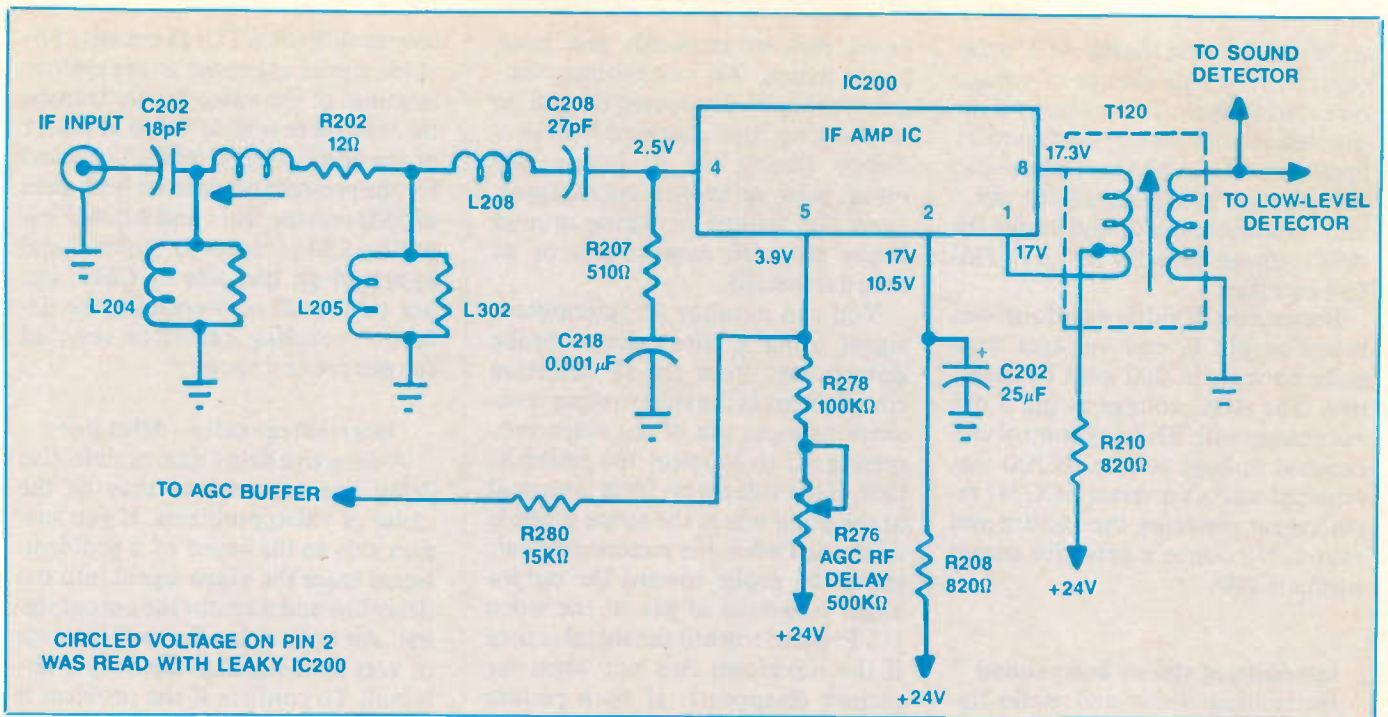 IF INPUT
C202
18pF
R202
12Ω
C208
27pF
L208
L204
L205
L302
2.5V
R207
510Ω
C218
0.001μF
IC200
IF AMP IC
4
5
2
1
8
3.9V
17V
10.5V
17V
17.3V
T120
TO SOUND
DETECTOR
TO LOW-LEVEL
DETECTOR
R278
100KΩ
C202
25μF
+
R210
820Ω
TO AGC BUFFER
R280
15KΩ
R276
AGC RF
DELAY
500KΩ
R208
820Ω
+24V
+24V
+24V
CIRCLED VOLTAGE ON PIN 2
WAS READ WITH LEAKY IC200